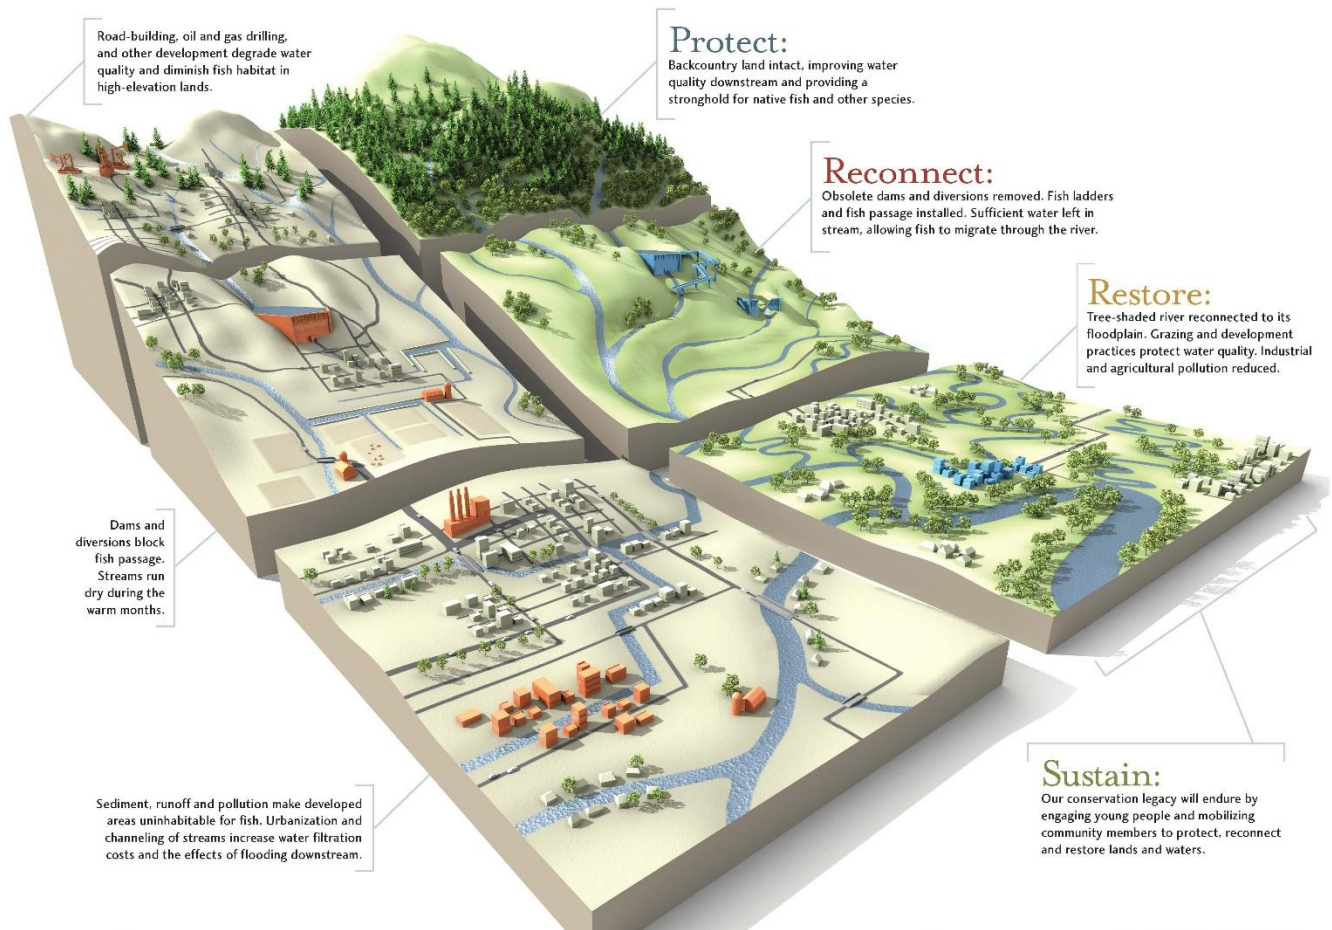 Road-building, oil and gas drilling,
and other development degrade water
quality and diminish fish habitat in
high-elevation lands.
Protect:
Backcountry land intact, improving water
quality downstream and providing a
stronghold for native fish and other species.
Reconnect:
Obsolete dams and diversions removed. Fish ladders
and fish passage installed. Sufficient water left in
stream, allowing fish to migrate through the river.
Restore:
Tree-shaded river reconnected to its
floodplain. Grazing and development
practices protect water quality. Industrial
and agricultural pollution reduced.
Dams and
diversions block
fish passage.
Streams run
dry during the
warm months.
Sediment, runoff and pollution make developed
areas uninhabitable for fish. Urbanization and
channeling of streams increase water filtration
costs and the effects of flooding downstream.
Sustain:
Our conservation legacy will endure by
engaging young people and mobilizing
community members to protect, reconnect
and restore lands and waters.